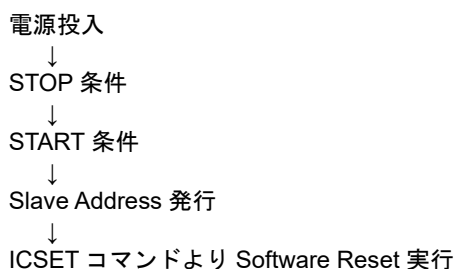 電源投入
↓
STOP 条件
↓
START 条件
↓
Slave Address 発行
↓
ICSET コマンドより Software Reset 実行